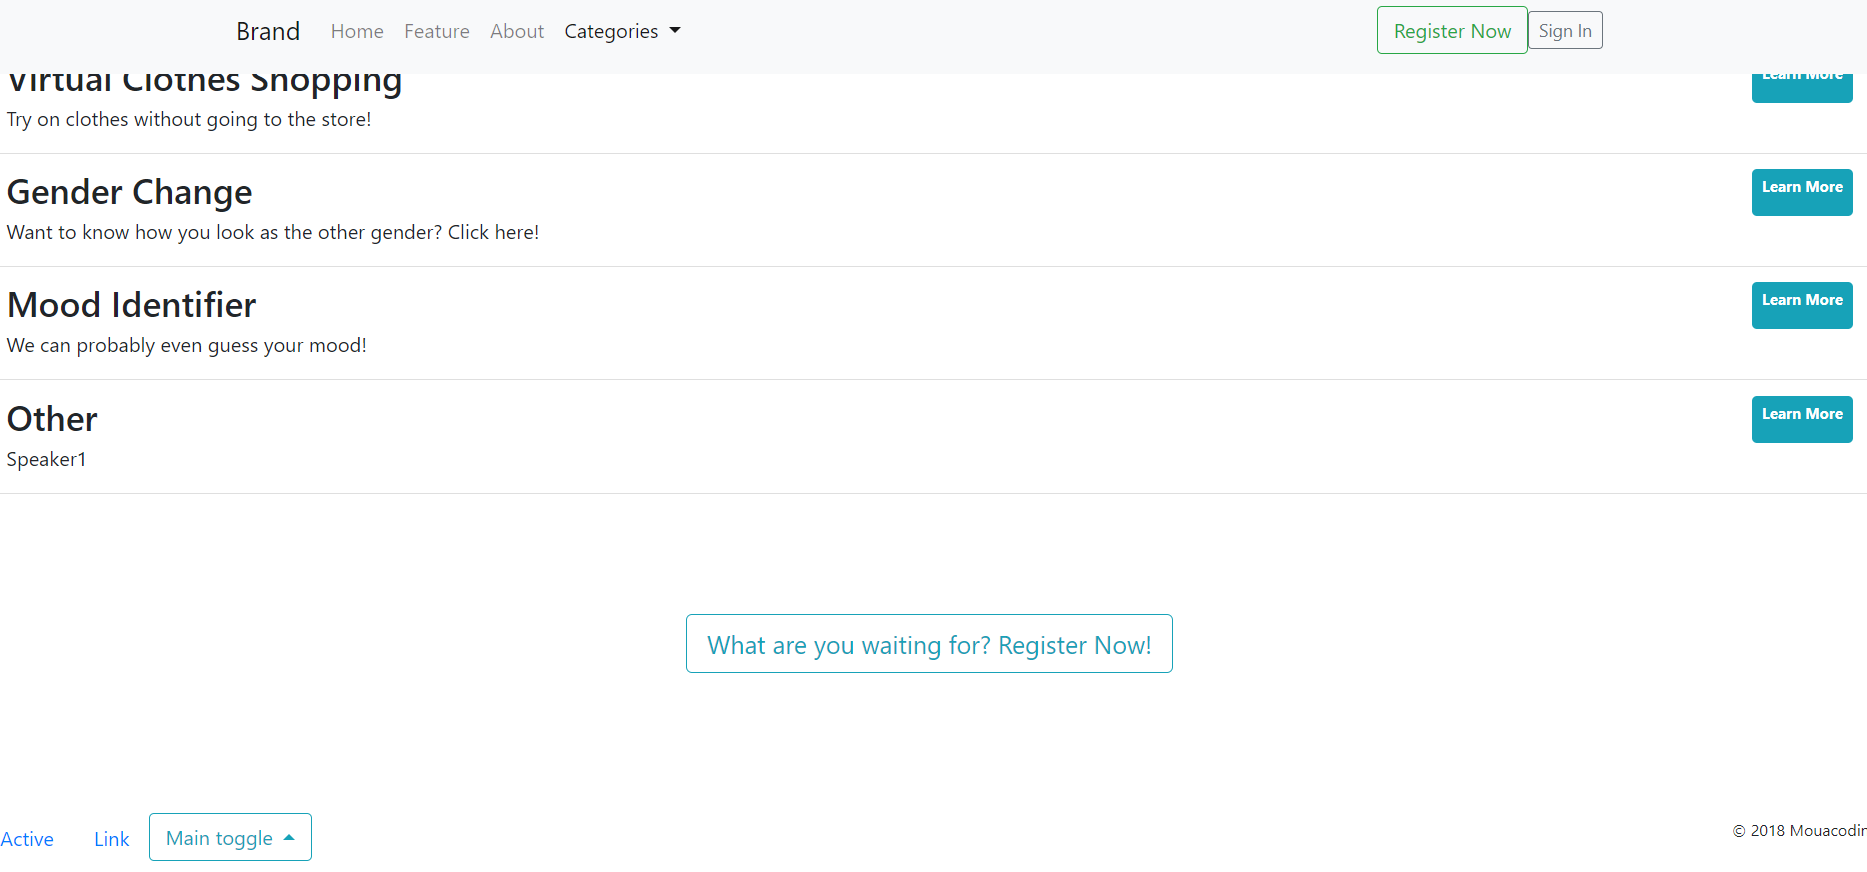 Brand Home Feature About Categories Register Now Sign In
Virtual Clothes Shopping Learn More
Try on clothes without going to the store!
Gender Change Learn More
Want to know how you look as the other gender? Click here!
Mood Identifier Learn More
We can probably even guess your mood!
Other Learn More
Speaker1
What are you waiting for? Register Now!
Active Link Main toggle © 2018